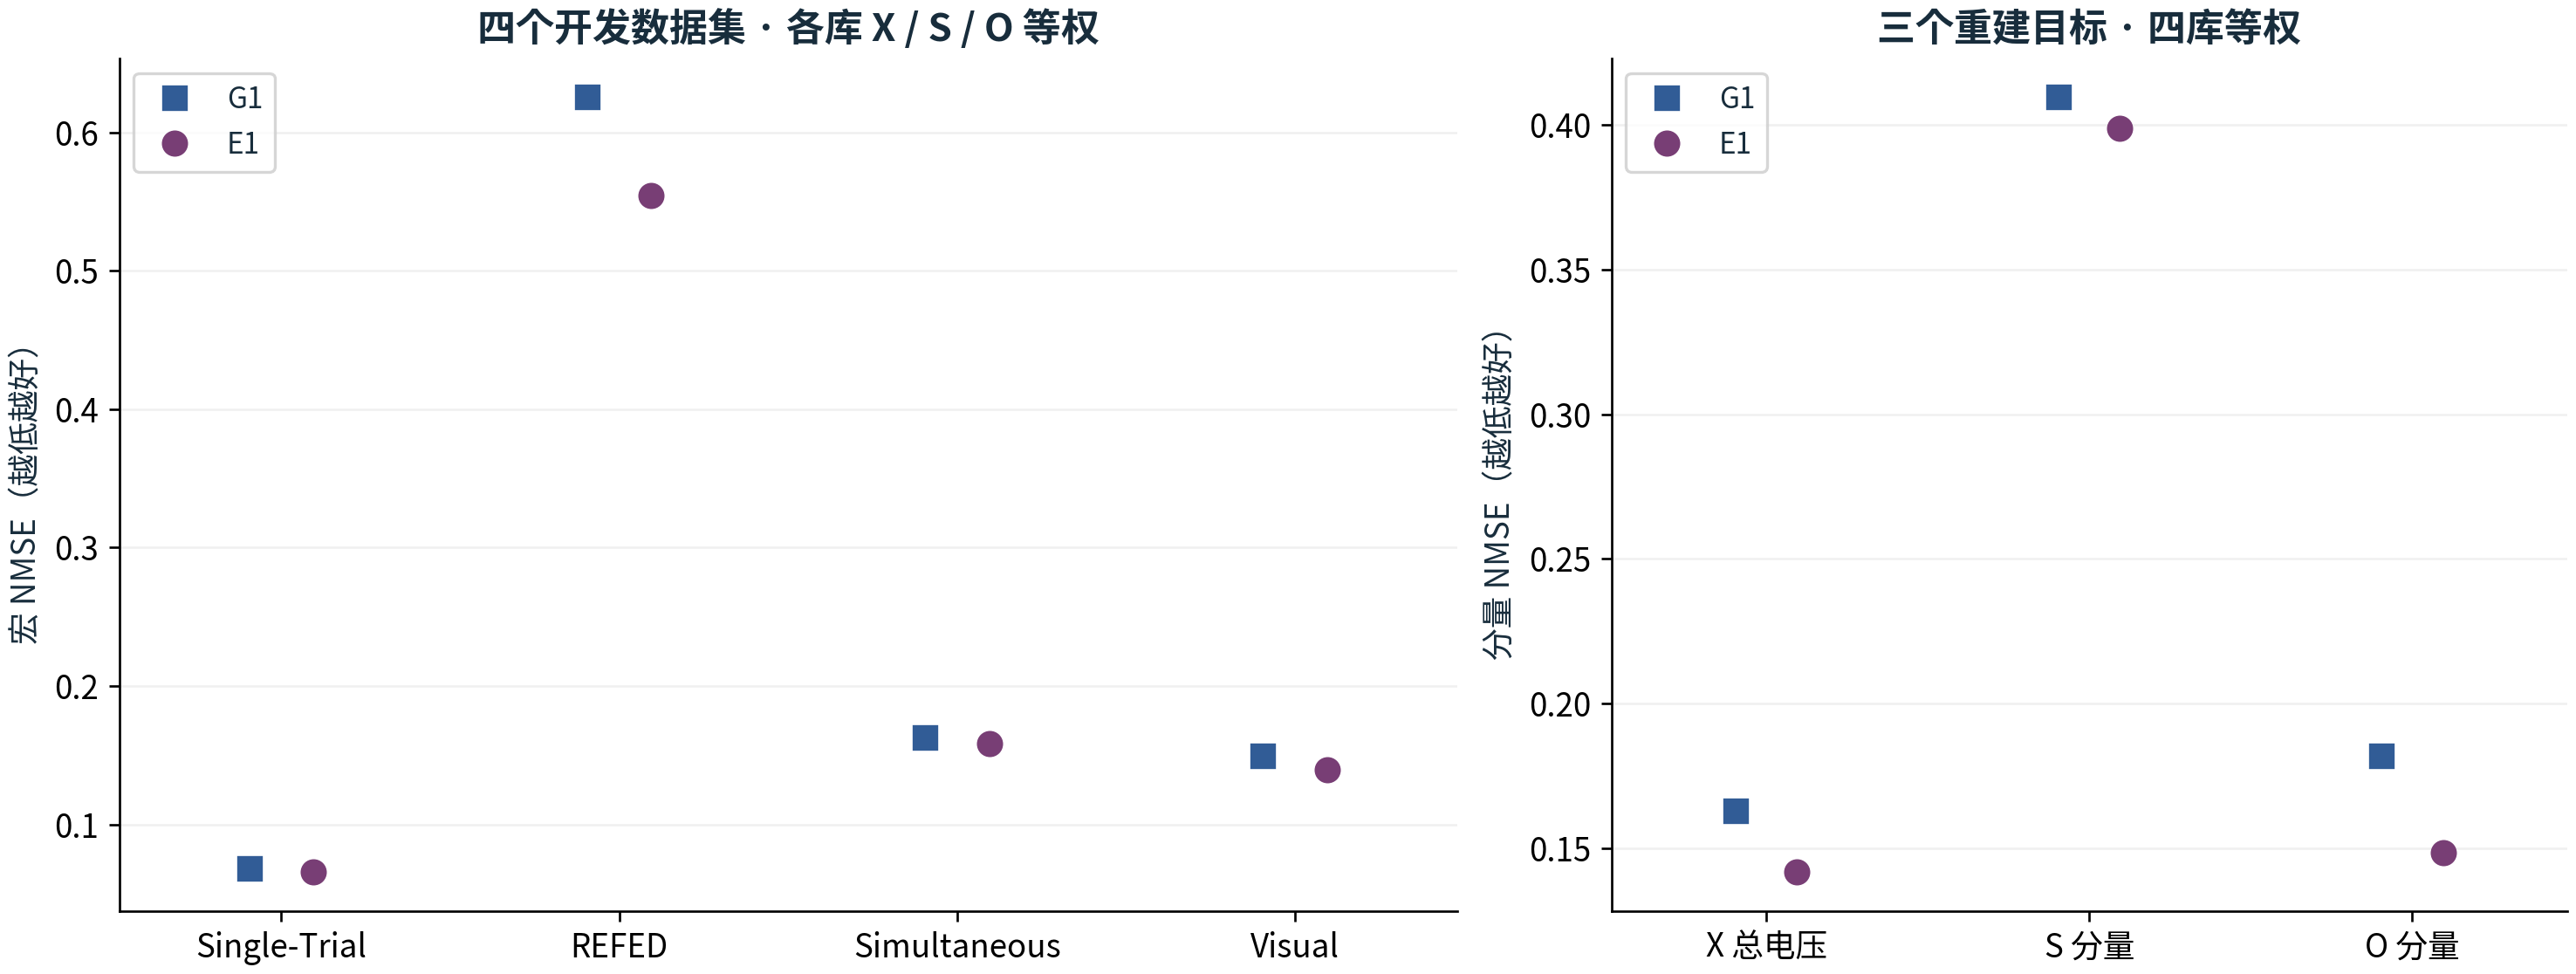 四个开发数据集 · 各库 X / S / O 等权
G1
E1
宏 NMSE（越低越好）
0.6
0.5
0.4
0.3
0.2
0.1
Single-Trial
REFED
Simultaneous
Visual
三个重建目标 · 四库等权
G1
E1
分量 NMSE（越低越好）
0.40
0.35
0.30
0.25
0.20
0.15
X 总电压
S 分量
O 分量